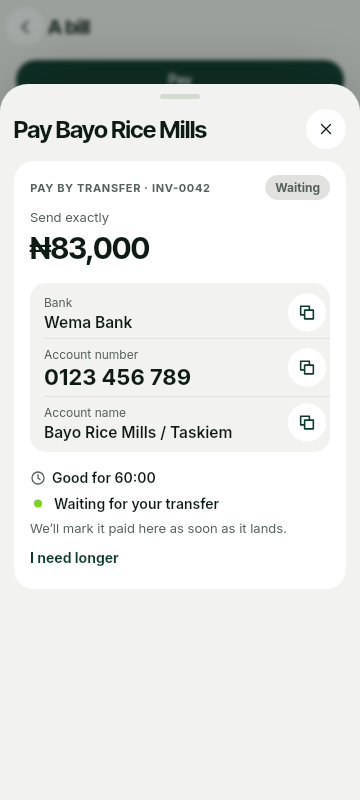 A bill
Pay
Pay Bayo Rice Mills
PAY BY TRANSFER · INV-0042
Waiting
Send exactly
₦83,000
Bank
Wema Bank
Account number
0123 456 789
Account name
Bayo Rice Mills / Taskiem
Good for 60:00
Waiting for your transfer
We’ll mark it paid here as soon as it lands.
I need longer